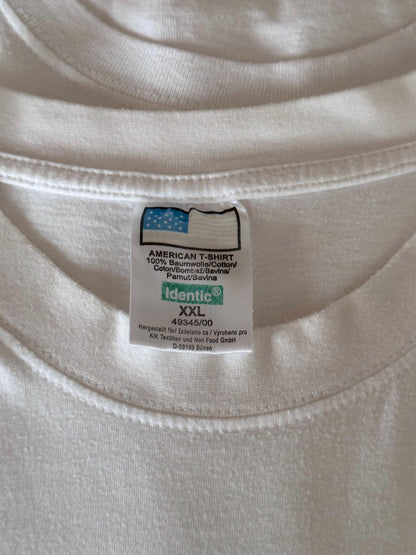 AMERICAN T-SHIRT
100% Baumwolle/Cotton/
Coton/Bombaž/Bavlna/
Pamut/Bavlna
Identic®
XXL
49345/00
Hergestellt für/ Izdelano za / Vyrobeno pro
KiK Textilien und Non Food GmbH
D-59199 Bönen